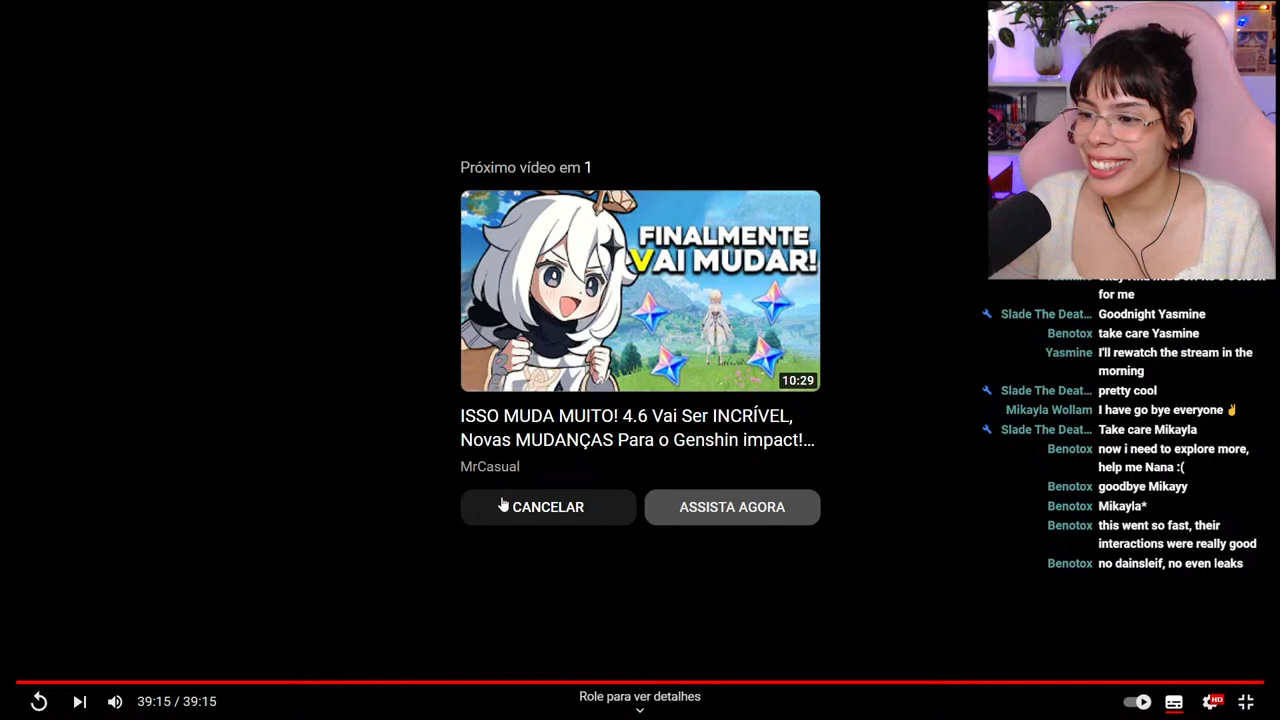 Próximo vídeo em 1
FINALMENTE
VAI MUDAR!
10:29
ISSO MUDA MUITO! 4.6 Vai Ser INCRÍVEL,
Novas MUDANÇAS Para o Genshin impact!...
MrCasual
CANCELAR
ASSISTA AGORA
for me
Slade The Deat... Goodnight Yasmine
Benotox take care Yasmine
Yasmine I'll rewatch the stream in the
morning
Slade The Deat... pretty cool
Mikayla Wollam I have go bye everyone ✌
Slade The Deat... Take care Mikayla
Benotox now i need to explore more,
help me Nana :(
Benotox goodbye Mikayy
Benotox Mikayla*
Benotox this went so fast, their
interactions were really good
Benotox no dainsleif, no even leaks
39:15 / 39:15
Role para ver detalhes
HD